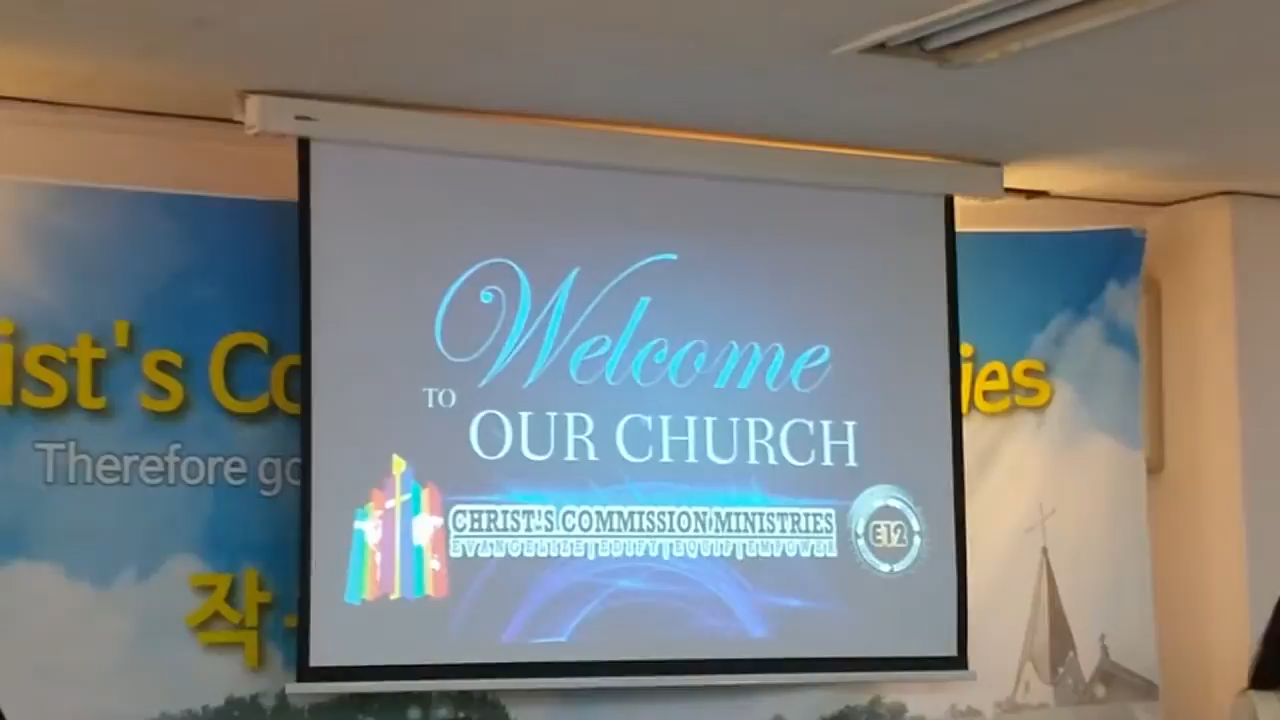 Welcome
TO OUR CHURCH
CHRIST'S COMMISSION MINISTRIES
EVANGELIZE|EDIFY|EQUIP|EMPOWER
E12
ist's Co
ies
Therefore go
작